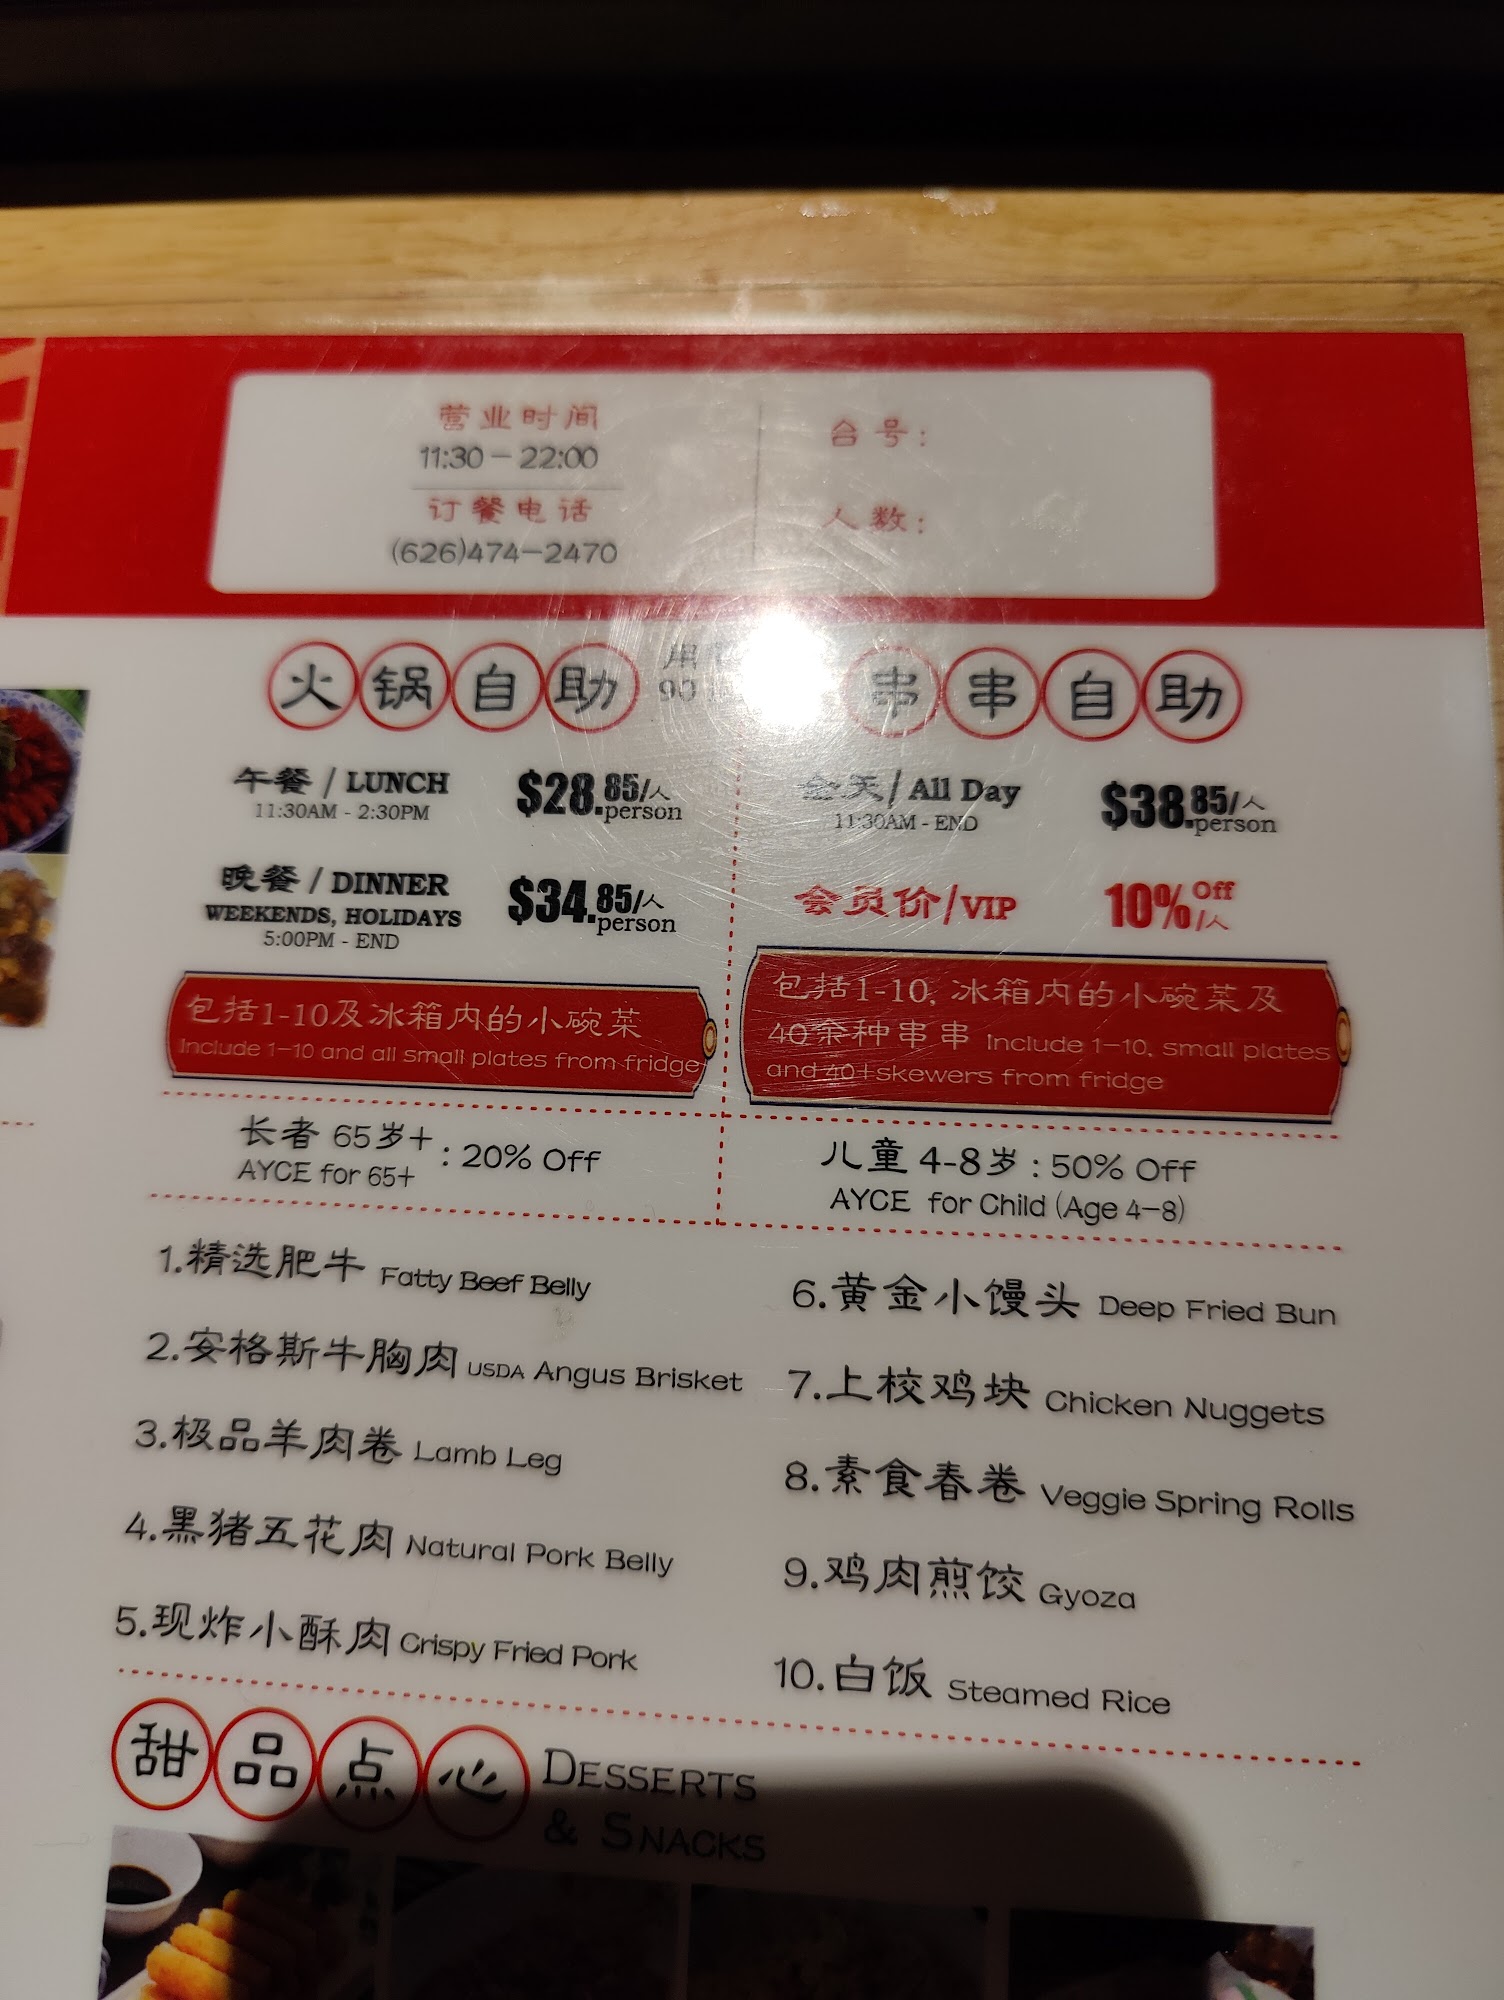 营业时间
11:30－22:00
订餐电话
(626)474-2470
台号:
人数:
火锅自助
用
90
午餐 / LUNCH
11:30AM - 2:30PM
$28.85/人
person
晚餐 / DINNER
WEEKENDS, HOLIDAYS
5:00PM - END
$34.85/人
person
包括1-10及冰箱内的小碗菜
Include 1-10 and all small plates from fridge
长者 65岁+ : 20% Off
AYCE for 65+
串串自助
全天/All Day
11:30AM - END
$38.85/人
person
会员价/VIP
10% Off
/人
包括1-10, 冰箱内的小碗菜及
40余种串串 Include 1-10, small plates
and 40+skewers from fridge
儿童 4-8岁 : 50% Off
AYCE for Child (Age 4-8)
1.精选肥牛 Fatty Beef Belly
2.安格斯牛胸肉 USDA Angus Brisket
3.极品羊肉卷 Lamb Leg
4.黑猪五花肉 Natural Pork Belly
5.现炸小酥肉 Crispy Fried Pork
6.黄金小馒头 Deep Fried Bun
7.上校鸡块 Chicken Nuggets
8.素食春卷 Veggie Spring Rolls
9.鸡肉煎饺 Gyoza
10.白饭 Steamed Rice
甜品点心 DESSERTS
& SNACKS